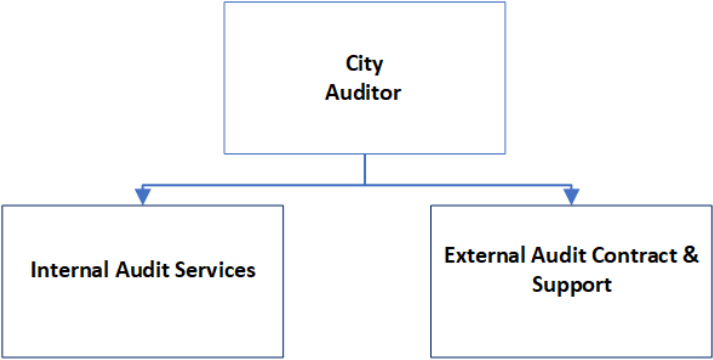 City
Auditor
Internal Audit Services
External Audit Contract &
Support